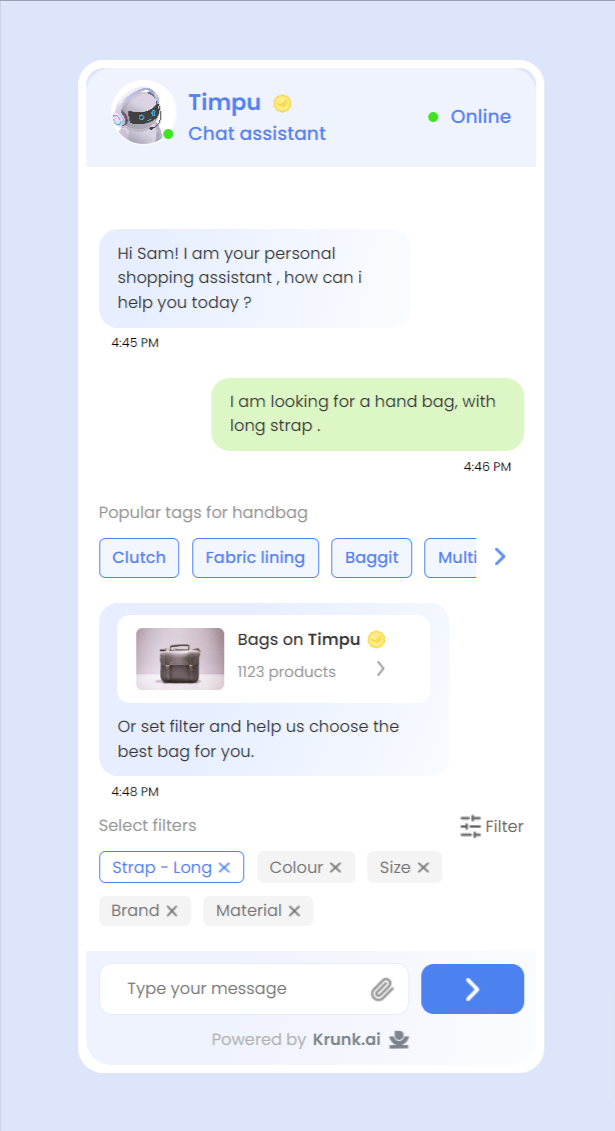 Timpu
Chat assistant
Online
Hi Sam! I am your personal
shopping assistant , how can i
help you today ?
4:45 PM
I am looking for a hand bag, with
long strap .
4:46 PM
Popular tags for handbag
Clutch Fabric lining Baggit Multi
Bags on Timpu
1123 products
Or set filter and help us choose the
best bag for you.
4:48 PM
Select filters Filter
Strap - Long Colour Size
Brand Material
Type your message
Powered by Krunk.ai